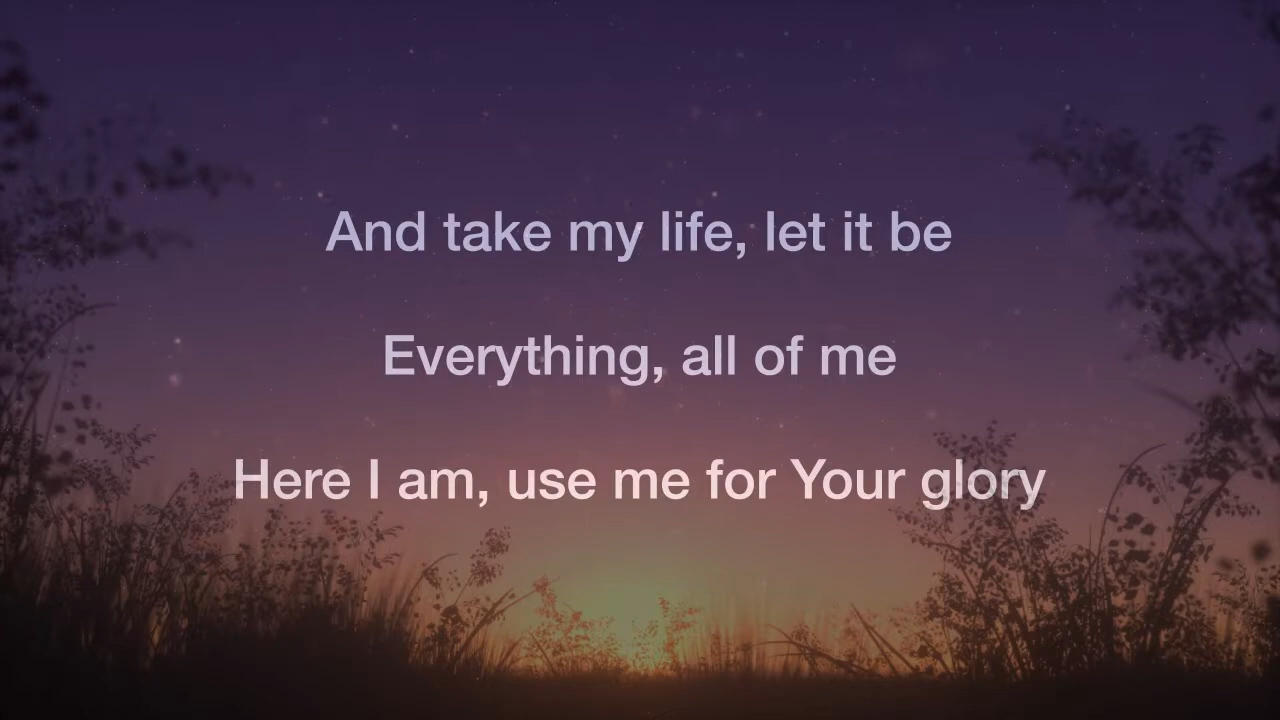 And take my life, let it be
Everything, all of me
Here I am, use me for Your glory